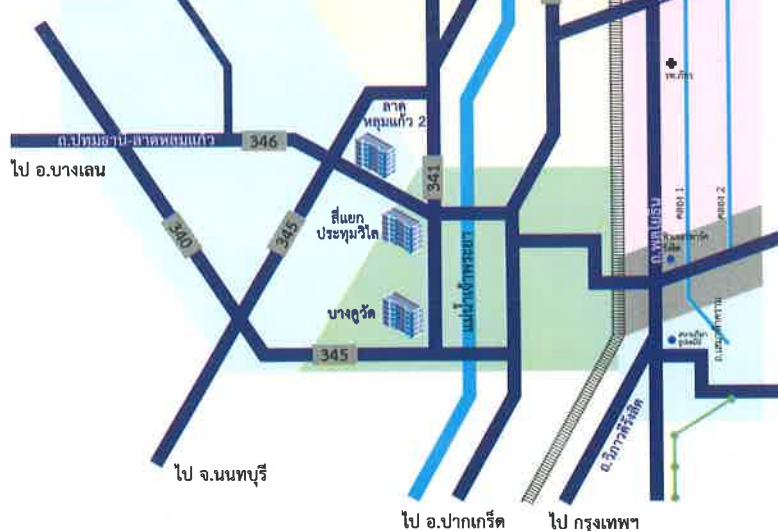 รพ.ภัทร
ลาด
หลุมแก้ว 2
ถ.ปทุมธานี-ลาดหลุมแก้ว
346
ไป อ.บางเลน
341
คลอง 1
คลอง 2
สี่แยก
ประทุมวิไล
340
345
ถ.พหลโยธิน
แม่น้ำเจ้าพระยา
บางคูวัด
345
ถ.วิภาวดีรังสิต
ไป จ.นนทบุรี
ไป อ.ปากเกร็ด
ไป กรุงเทพฯ